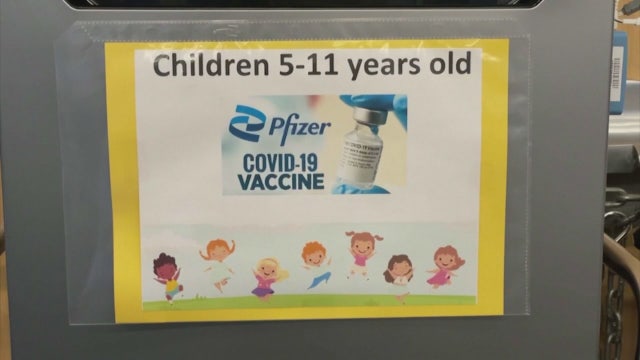 Children 5-11 years old
Pfizer
COVID-19
VACCINE